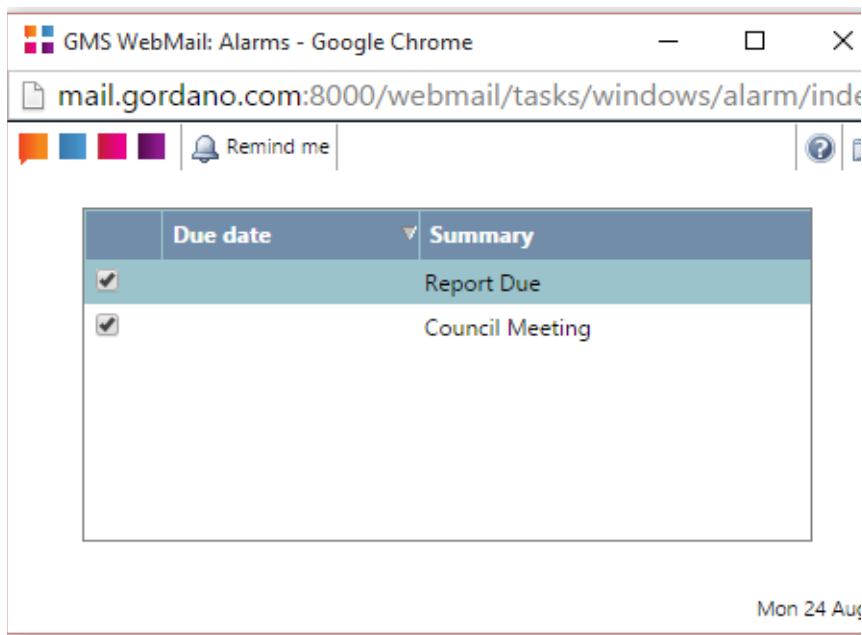 GMS WebMail: Alarms - Google Chrome
mail.gordano.com:8000/webmail/tasks/windows/alarm/inde
Remind me
Due date Summary
Report Due
Council Meeting
Mon 24 Aug